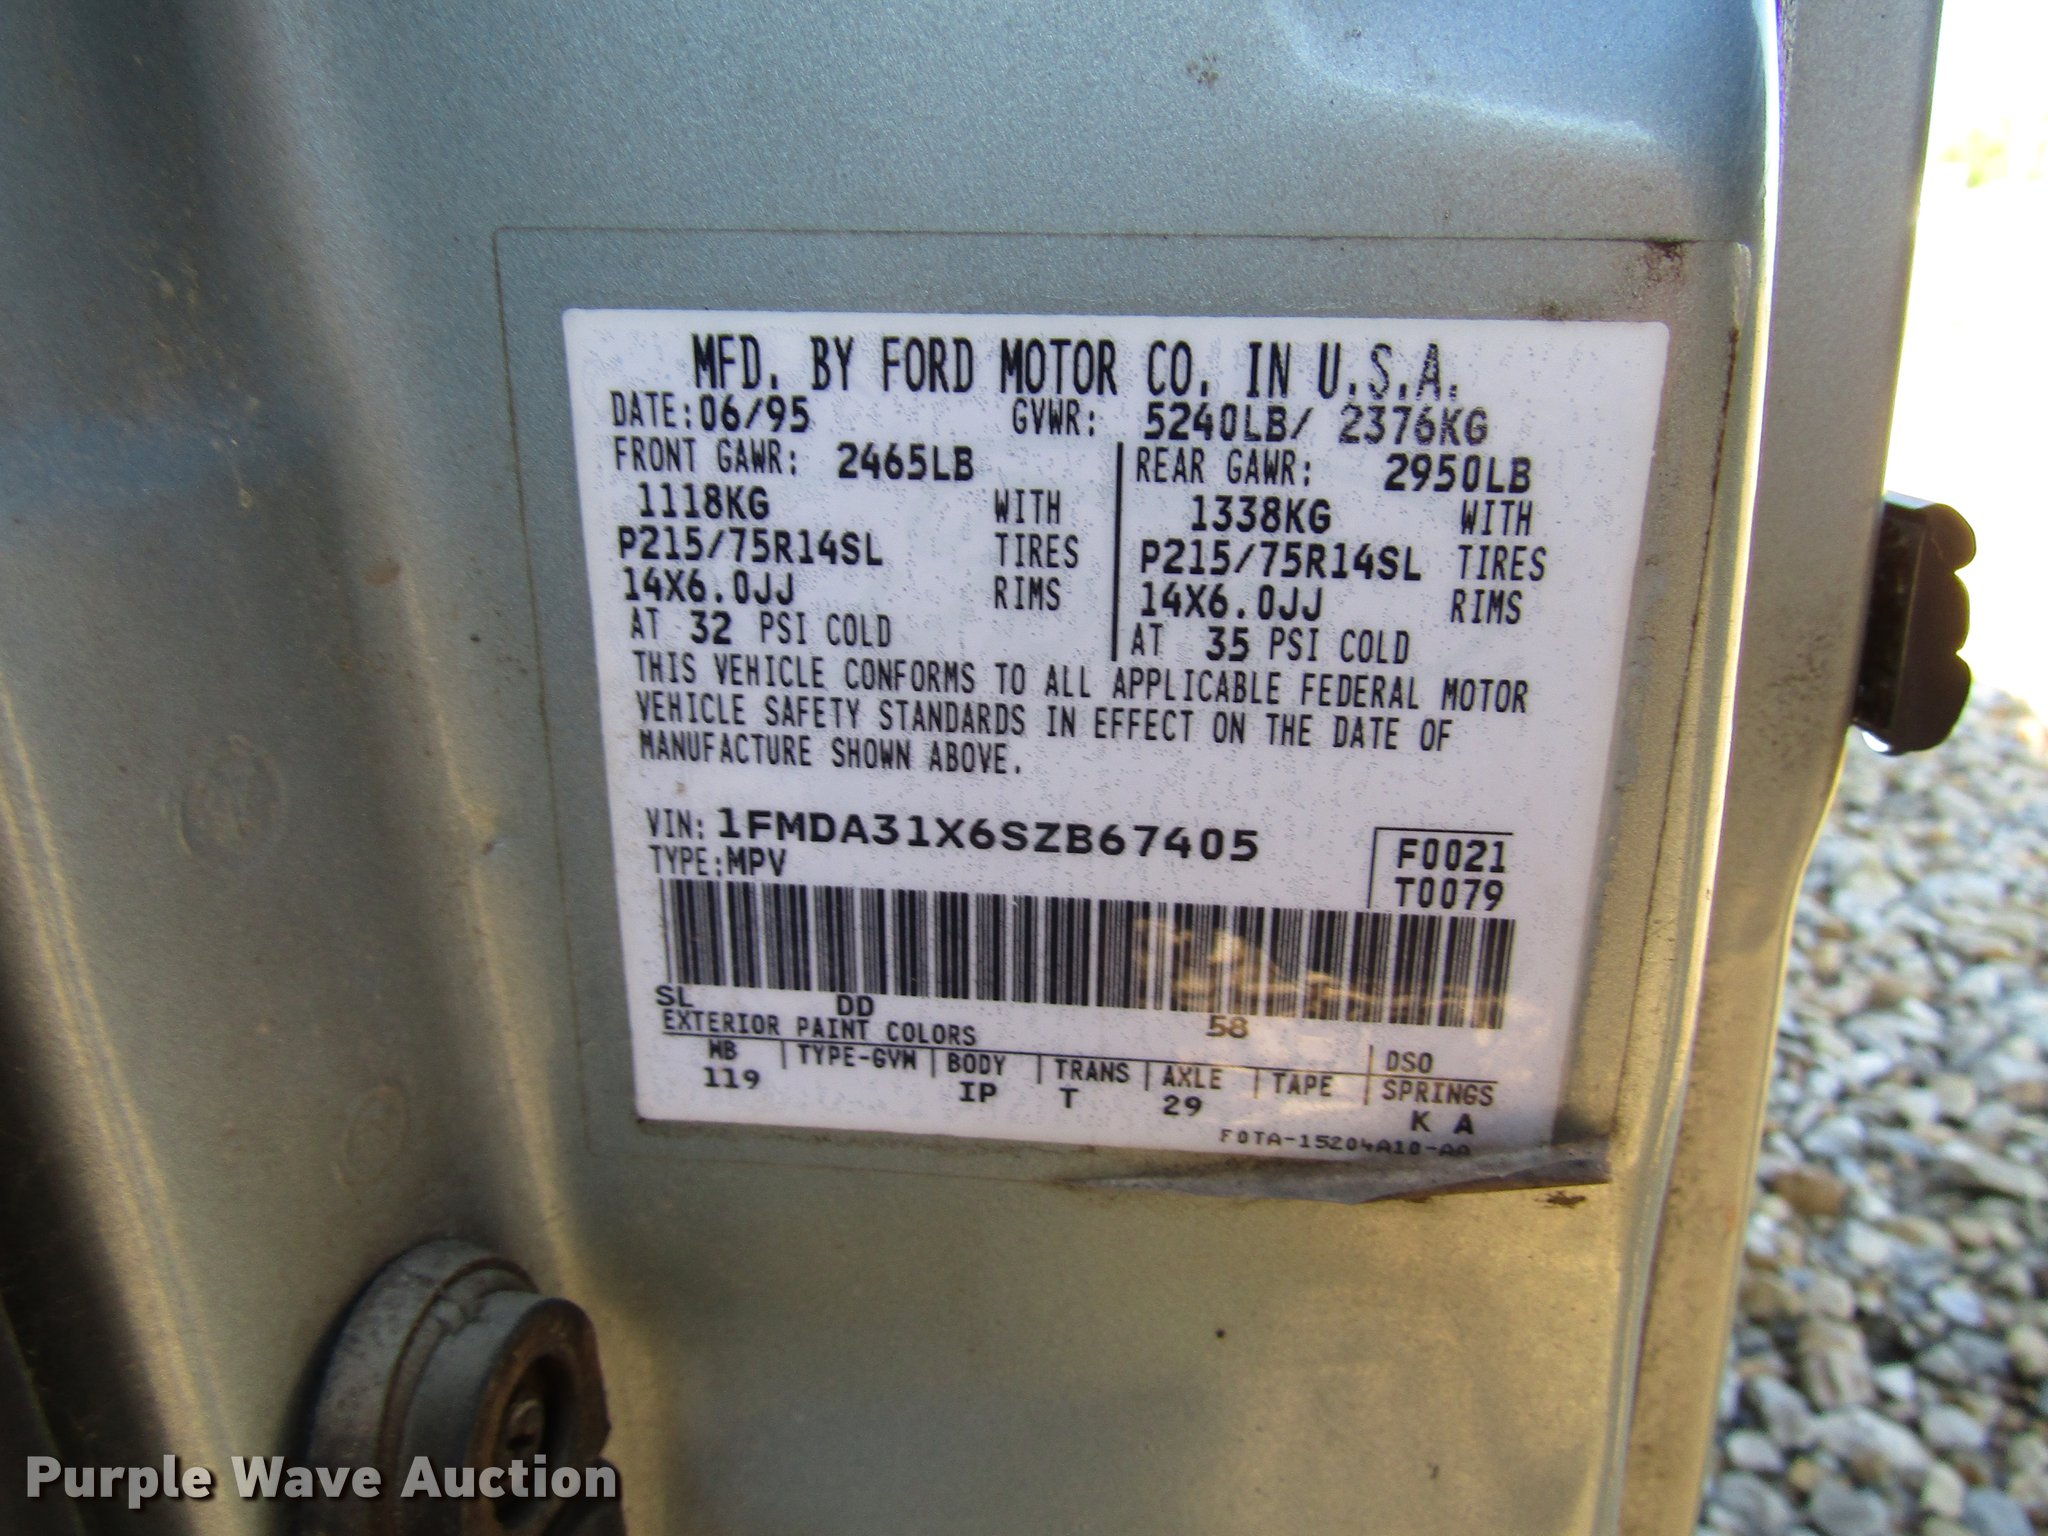 MFD. BY FORD MOTOR CO. IN U.S.A.
DATE: 06/95 GVWR: 5240LB/ 2376KG
FRONT GAWR: 2465LB REAR GAWR: 2950LB
1118KG WITH 1338KG WITH
P215/75R14SL TIRES P215/75R14SL TIRES
14X6.0JJ RIMS 14X6.0JJ RIMS
AT 32 PSI COLD AT 35 PSI COLD
THIS VEHICLE CONFORMS TO ALL APPLICABLE FEDERAL MOTOR
VEHICLE SAFETY STANDARDS IN EFFECT ON THE DATE OF
MANUFACTURE SHOWN ABOVE.
VIN: 1FMDA31X6SZB67405 F0021
TYPE: MPV T0079
SL DD 58
EXTERIOR PAINT COLORS DSO
WB TYPE-GVW BODY TRANS AXLE TAPE SPRINGS
119 IP T 29 K A
F0TA-15204A10-AA
Purple Wave Auction